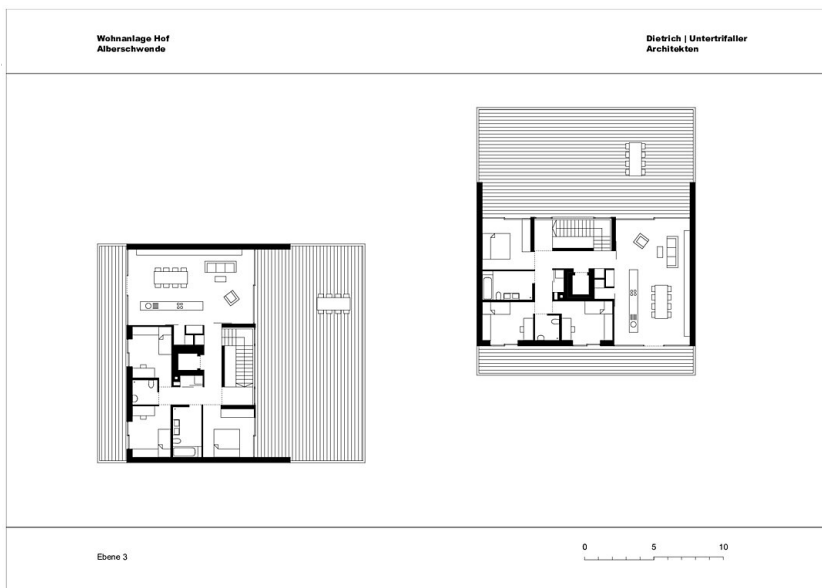 Wohnanlage Hof
Alberschwende
Dietrich | Untertrifaller
Architekten
Ebene 3
0 5 10